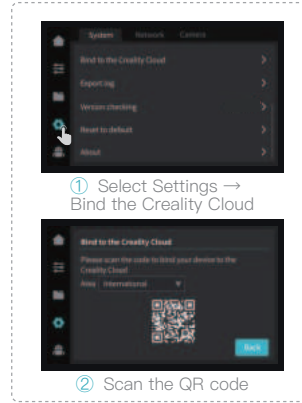 System Network Camera
Bind to the Creality Cloud
Export log
Version checking
Reset to default
About
① Select Settings →
Bind the Creality Cloud
Bind to the Creality Cloud
Please scan the code to bind your device to the
Creality Cloud
Area International
Back
② Scan the QR code